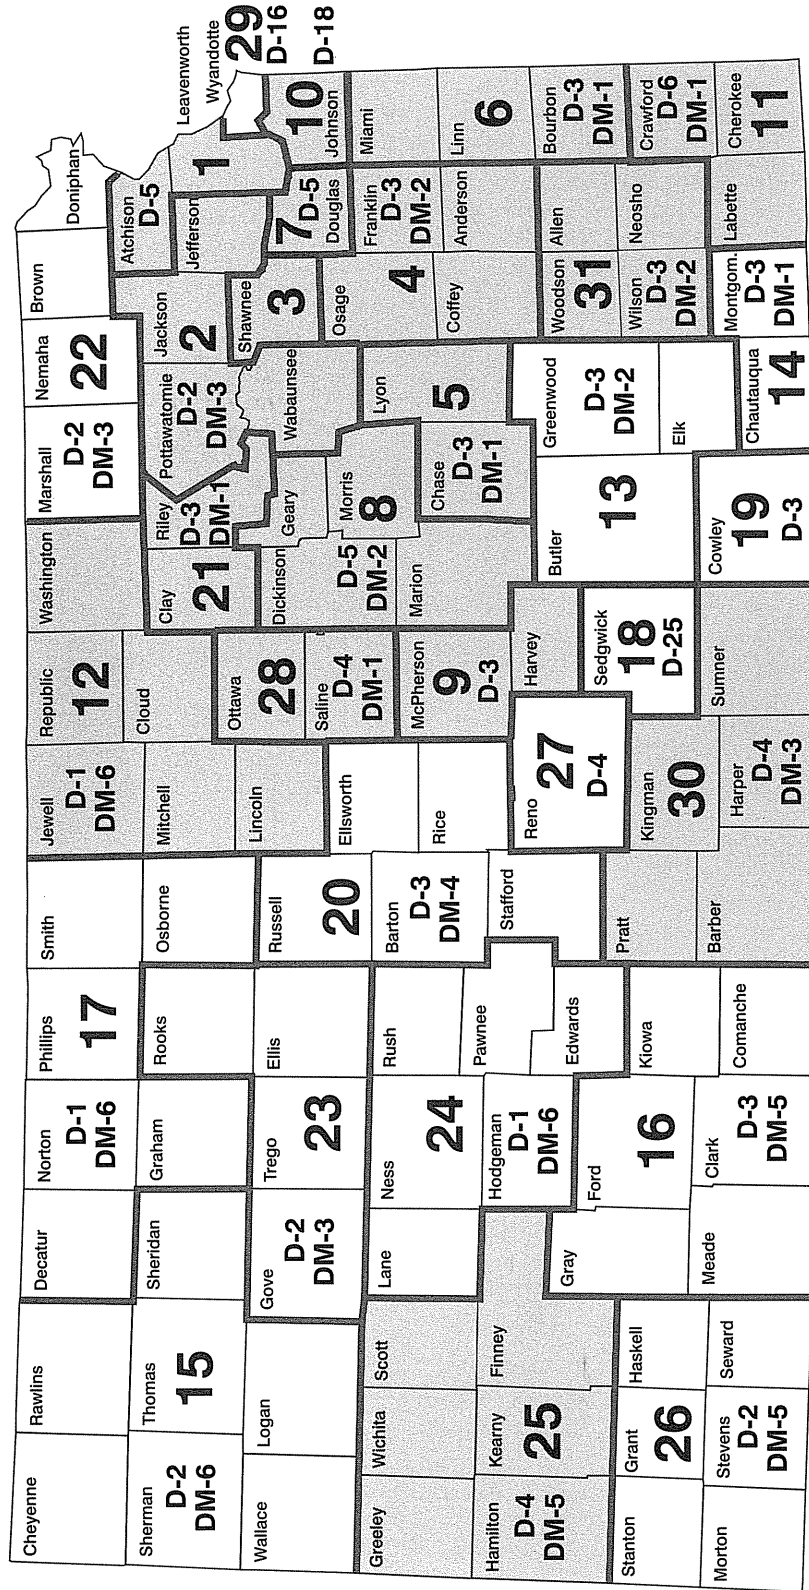 Cheyenne
Rawlins
Decatur
Norton
D-1
DM-6
Phillips
17
Smith
Jewell
D-1
DM-6
Republic
12
Washington
Marshall
D-2
DM-3
Nemaha
22
Brown
Doniphan
Sherman
D-2
DM-6
Thomas
15
Sheridan
Graham
Rooks
Osborne
Mitchell
Cloud
Clay
21
Riley
D-3
DM-1
Pottawatomie
D-2
DM-3
Jackson
2
Atchison
D-5
Jefferson
1
Leavenworth
Wyandotte
29
D-16
Wallace
Logan
Gove
D-2
DM-3
Trego
23
Ellis
Russell
20
Lincoln
Ottawa
28
Dickinson
D-5
DM-2
Geary
Wabaunsee
Shawnee
3
7
D-5
Douglas
10
Johnson
D-18
Ellsworth
Saline
D-4
DM-1
Morris
8
Osage
4
Franklin
D-3
DM-2
Miami
Greeley
Wichita
Scott
Lane
Ness
24
Rush
Barton
D-3
DM-4
Rice
McPherson
9
D-3
Marion
Chase
D-3
DM-1
Lyon
5
Coffey
Anderson
Linn
6
Hamilton
D-4
DM-5
Kearny
25
Finney
Hodgeman
D-1
DM-6
Pawnee
Edwards
Stafford
Reno
27
D-4
Harvey
Butler
13
Greenwood
D-3
DM-2
Woodson
31
Allen
Bourbon
D-3
DM-1
Gray
Ford
16
Sedgwick
18
D-25
Wilson
D-3
DM-2
Neosho
Crawford
D-6
DM-1
Stanton
Grant
26
Haskell
Kiowa
Pratt
Kingman
30
Elk
Morton
Stevens
D-2
DM-5
Seward
Meade
Clark
D-3
DM-5
Comanche
Barber
Harper
D-4
DM-3
Sumner
Cowley
19
D-3
Chautauqua
14
Montgom.
D-3
DM-1
Labette
Cherokee
11